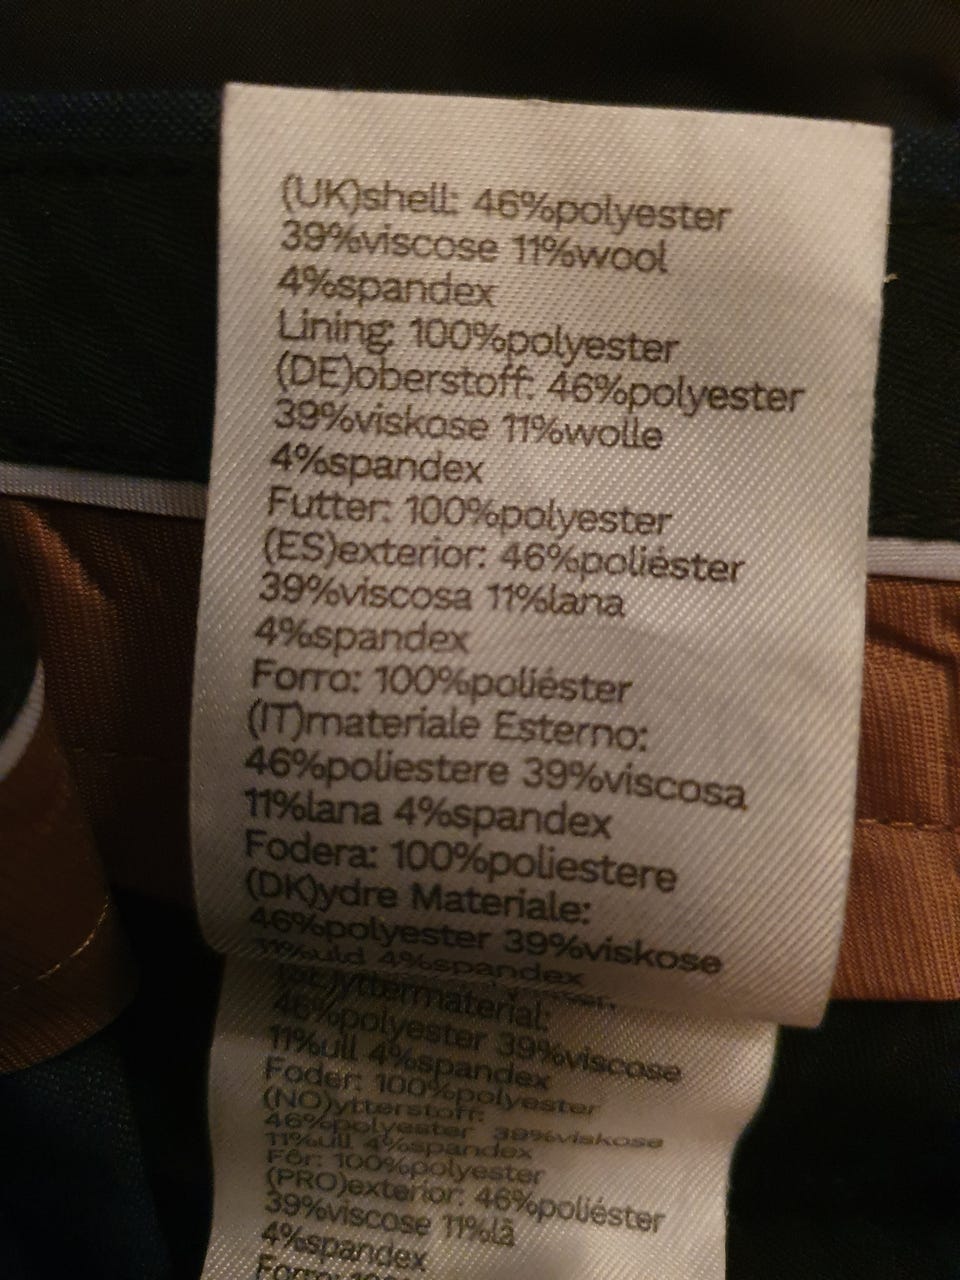 (UK)shell: 46%polyester
39%viscose 11%wool
4%spandex
Lining: 100%polyester
(DE)oberstoff: 46%polyester
39%viskose 11%wolle
4%spandex
Futter: 100%polyester
(ES)exterior: 46%poliéster
39%viscosa 11%lana
4%spandex
Forro: 100%poliéster
(IT)materiale Esterno:
46%poliestere 39%viscosa
11%lana 4%spandex
Fodera: 100%poliestere
(DK)ydre Materiale:
46%polyester 39%viskose
11%uld 4%spandex
yttermaterial:
46%polyester 39%viscose
11%ull 4%spandex
Foder: 100%polyester
(NO)ytterstoff:
46%polyester 39%viskose
11%ull 4%spandex
Fôr: 100%polyester
(PRO)exterior: 46%poliéster
39%viscose 11%lã
4%spandex